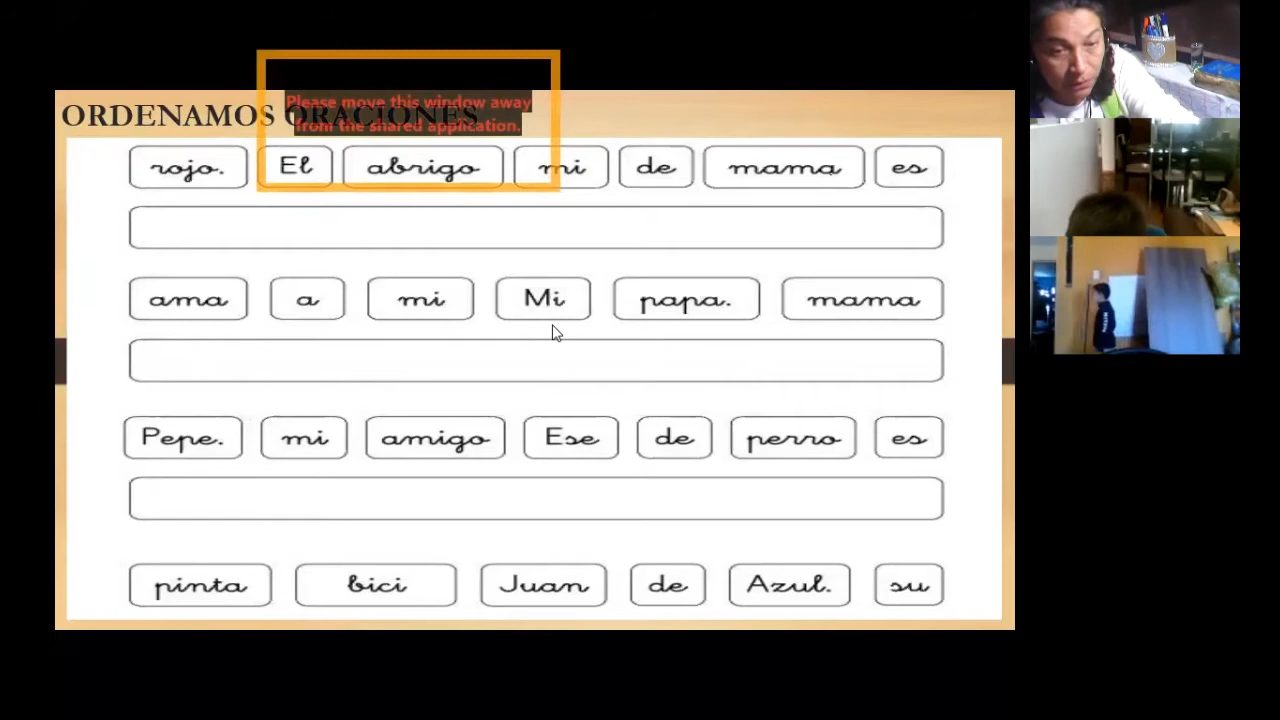 ORDENAMOS ORACIONES
Please move this window away
from the shared application.
rojo. El abrigo mi de mama es
ama a mi Mi papa. mama
Pepe. mi amigo Ese de perro es
pinta bici Juan de Azul. su